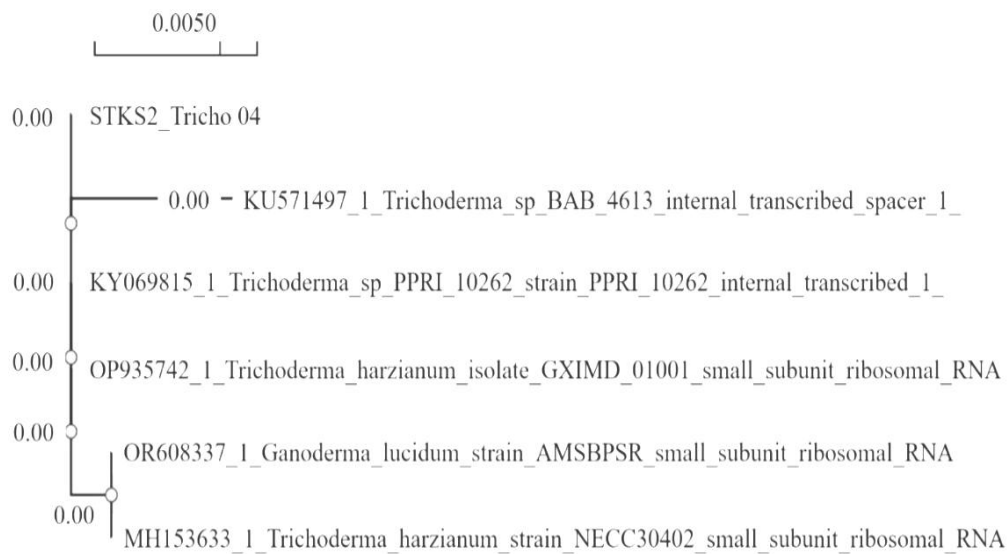 0.0050
0.00 STKS2_Tricho 04
0.00 KU571497_1_Trichoderma_sp_BAB_4613_internal_transcribed_spacer_1_
0.00 KY069815_1_Trichoderma_sp_PPRI_10262_strain_PPRI_10262_internal_transcribed_1_
0.00 OP935742_1_Trichoderma_harzianum_isolate_GXIMD_01001_small_subunit_ribosomal_RNA
0.00
OR608337_1_Ganoderma_lucidum_strain_AMSBPSR_small_subunit_ribosomal_RNA
0.00
MH153633_1_Trichoderma_harzianum_strain_NECC30402_small_subunit_ribosomal_RNA